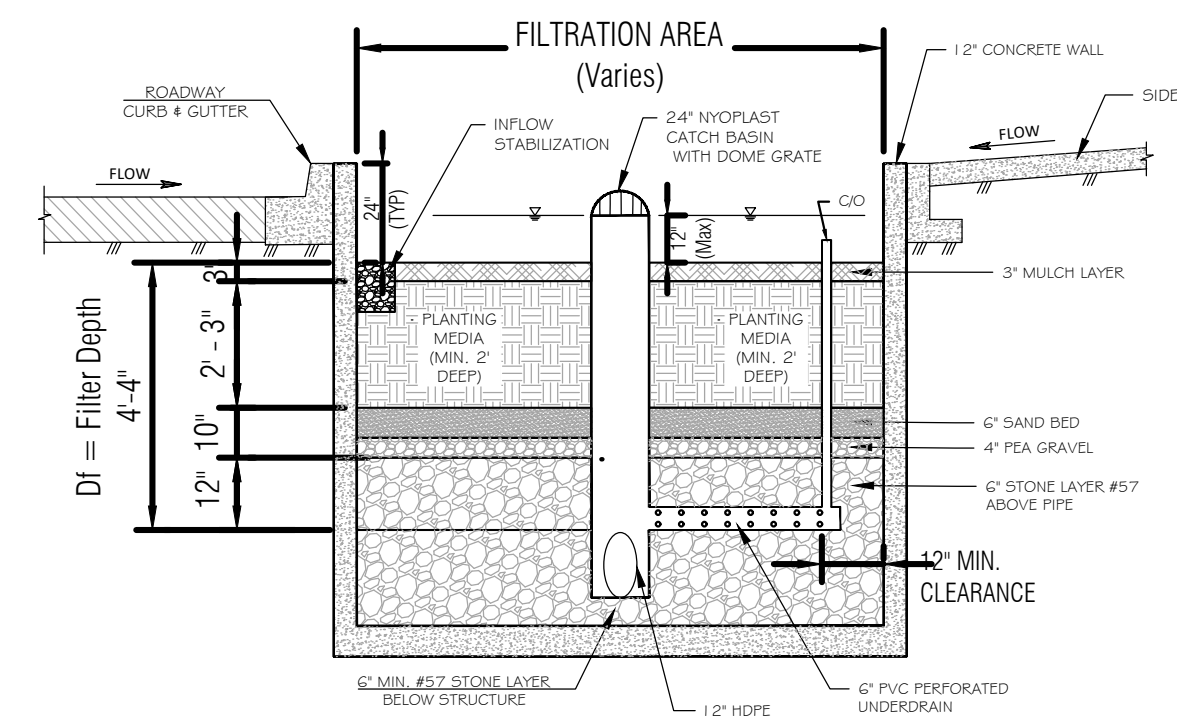 FILTRATION AREA
(Varies)
12" CONCRETE WALL
ROADWAY
CURB & GUTTER
INFLOW
STABILIZATION
24" NYOPLAST
CATCH BASIN
WITH DOME GRATE
SIDE
FLOW
FLOW
24"
(TYP)
12"
(Max)
C/O
3"
3" MULCH LAYER
Df = Filter Depth
4'-4"
2' - 3"
10"
12"
PLANTING
MEDIA
(MIN. 2'
DEEP)
PLANTING
MEDIA
(MIN. 2'
DEEP)
6" SAND BED
4" PEA GRAVEL
6" STONE LAYER #57
ABOVE PIPE
12" MIN.
CLEARANCE
6" MIN. #57 STONE LAYER
BELOW STRUCTURE
12" HDPE
6" PVC PERFORATED
UNDERDRAIN